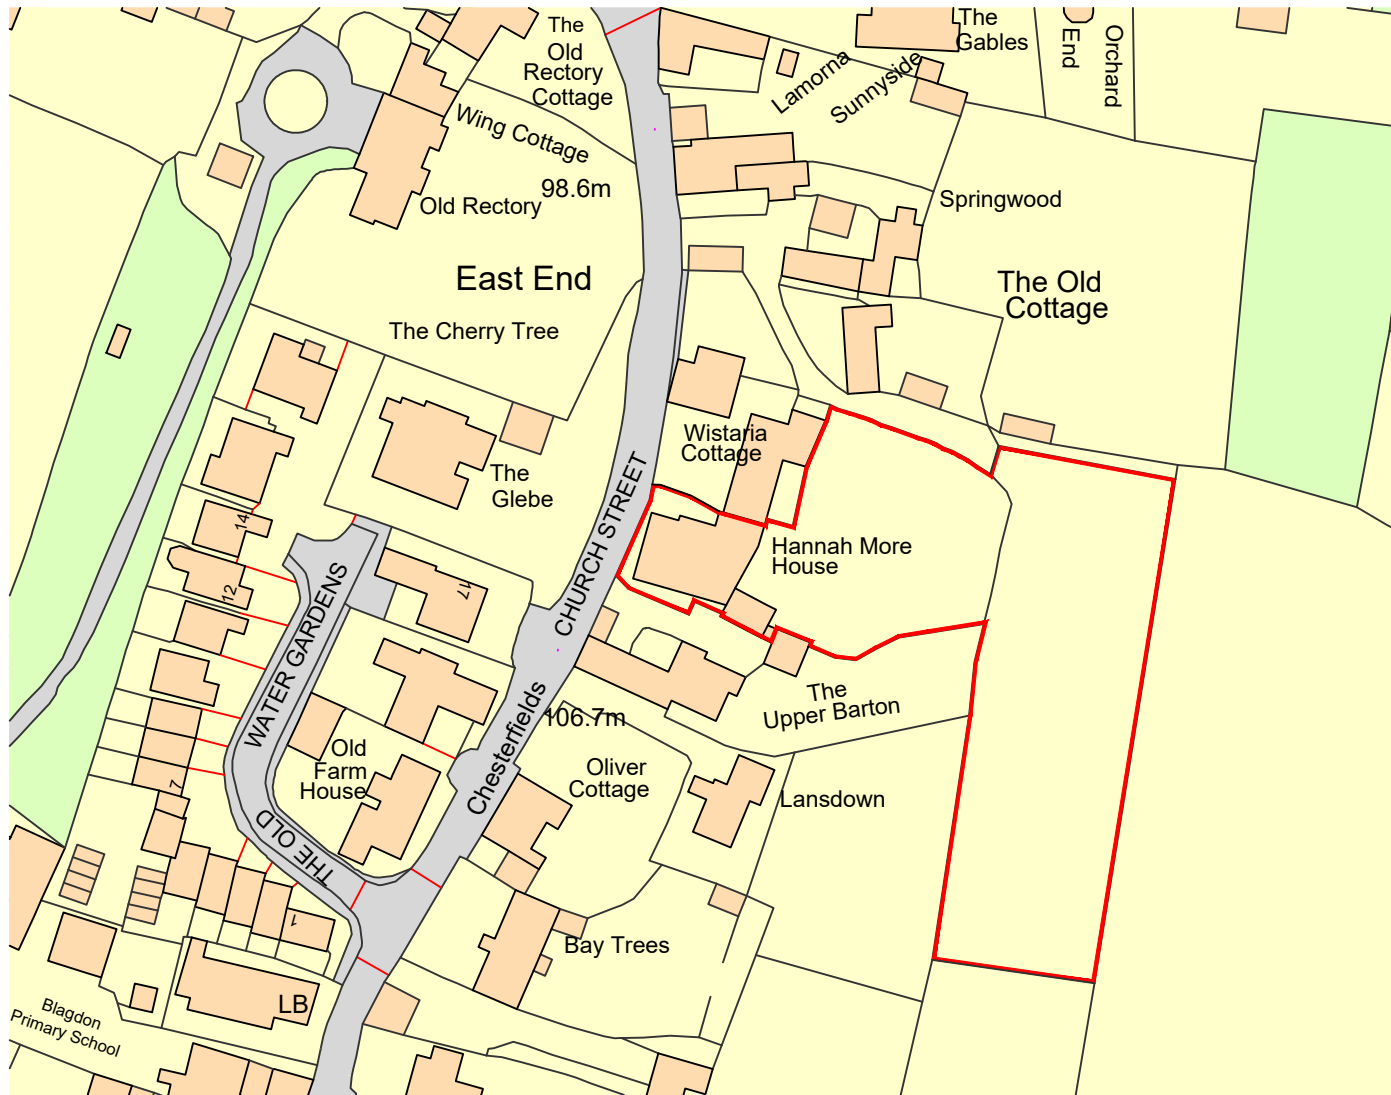 The
Old
Rectory
Cottage
The
Gables
End
Orchard
Lamorna
Sunnyside
Wing Cottage
98.6m
Old Rectory
Springwood
East End
The Old
Cottage
The Cherry Tree
Wistaria
Cottage
The
Glebe
CHURCH STREET
14
Hannah More
House
12
17
WATER GARDENS
The
Upper Barton
106.7m
Chesterfields
Old
Farm
House
Oliver
Cottage
Lansdown
7
THE OLD
1
Bay Trees
LB
Blagdon
Primary School